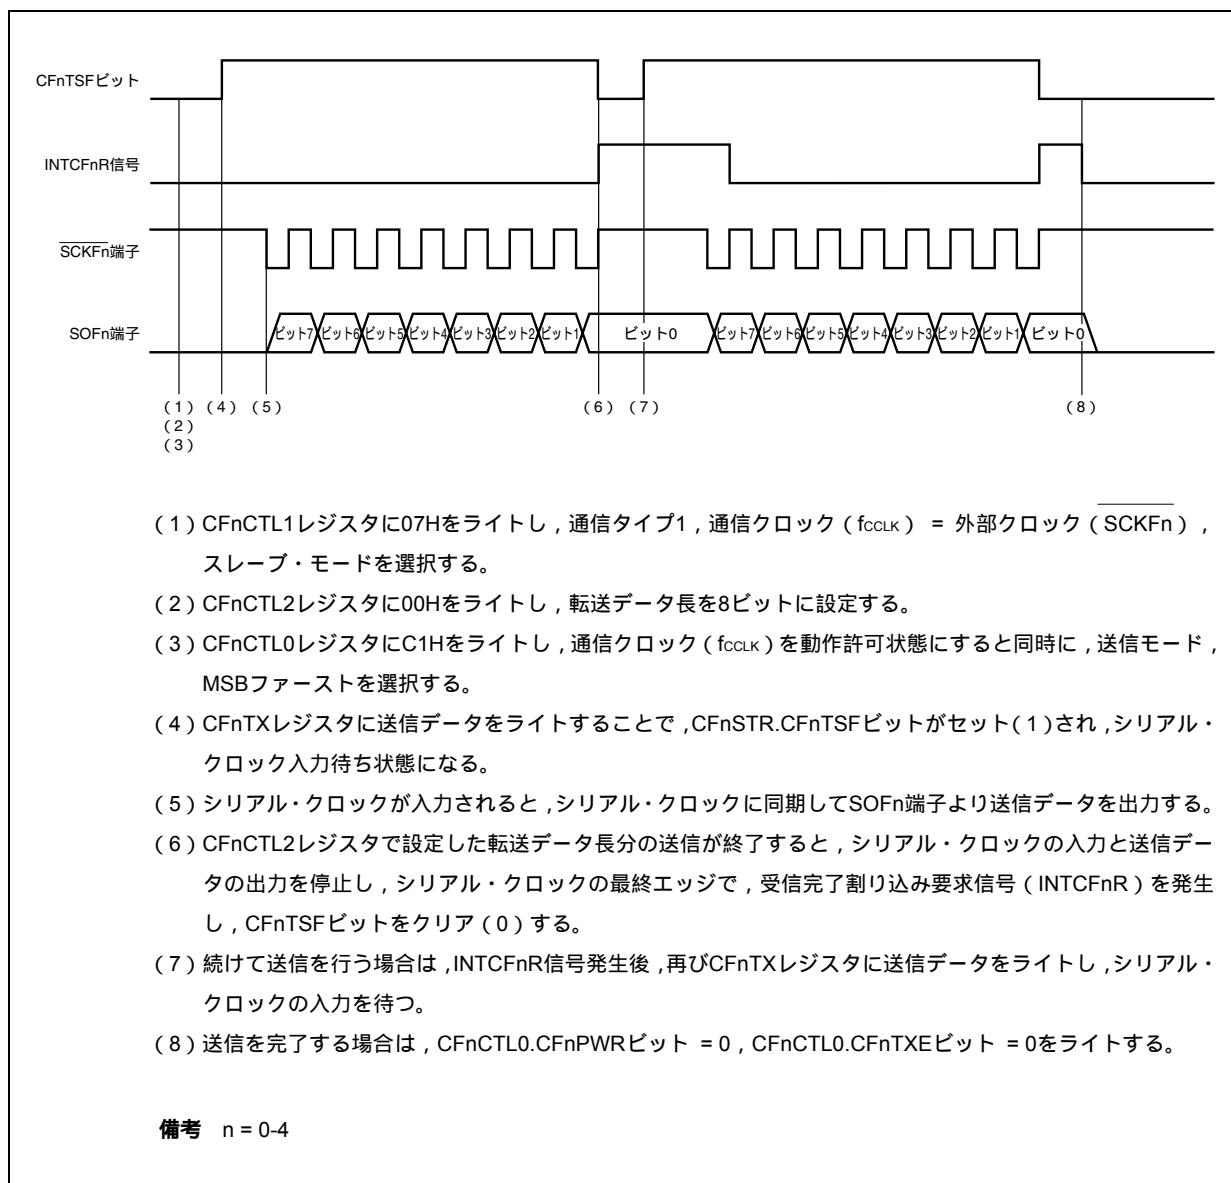 CFnTSFビット
INTCFnR信号
SCKFn端子
SOFn端子
ビット7 ビット6 ビット5 ビット4 ビット3 ビット2 ビット1 ビット0 ビット7 ビット6 ビット5 ビット4 ビット3 ビット2 ビット1 ビット0
(1) (4) (5) (6) (7) (8)
(2)
(3)
(1) CFnCTL1レジスタに07Hをライトし,通信タイプ1,通信クロック(fCCLK) = 外部クロック(SCKFn),
スレーブ・モードを選択する。
(2) CFnCTL2レジスタに00Hをライトし,転送データ長を8ビットに設定する。
(3) CFnCTL0レジスタにC1Hをライトし,通信クロック(fCCLK)を動作許可状態にすると同時に,送信モード,
MSBファーストを選択する。
(4) CFnTXレジスタに送信データをライトすることで,CFnSTR.CFnTSFビットがセット(1)され,シリアル・
クロック入力待ち状態になる。
(5) シリアル・クロックが入力されると,シリアル・クロックに同期してSOFn端子より送信データを出力する。
(6) CFnCTL2レジスタで設定した転送データ長分の送信が終了すると,シリアル・クロックの入力と送信デー
タの出力を停止し,シリアル・クロックの最終エッジで,受信完了割り込み要求信号(INTCFnR)を発生
し,CFnTSFビットをクリア(0)する。
(7) 続けて送信を行う場合は,INTCFnR信号発生後,再びCFnTXレジスタに送信データをライトし,シリアル・
クロックの入力を待つ。
(8) 送信を完了する場合は,CFnCTL0.CFnPWRビット = 0,CFnCTL0.CFnTXEビット = 0をライトする。
備考 n = 0-4